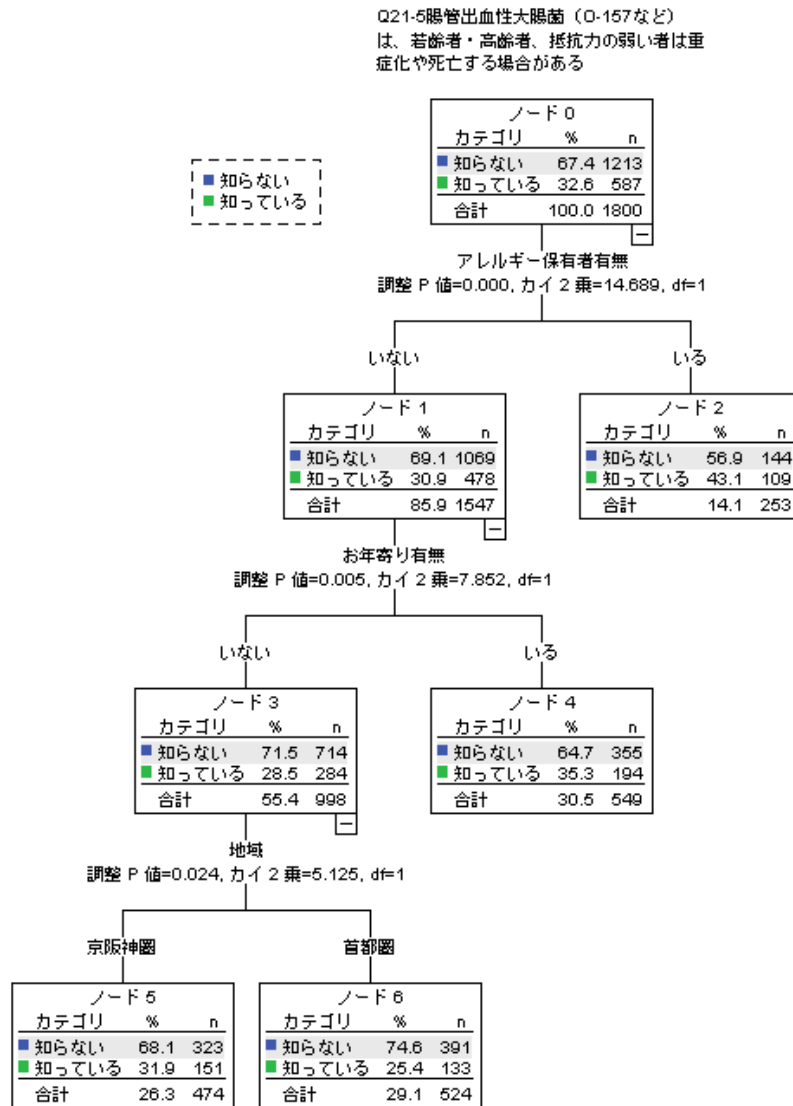 Q21-5腸管出血性大腸菌（O-157など）
は、若齢者・高齢者、抵抗力の弱い者は重
症化や死亡する場合がある
知らない
知っている
ノード 0
カテゴリ % n
知らない 67.4 1213
知っている 32.6 587
合計 100.0 1800
アレルギー保有者有無
調整 P 値=0.000, カイ 2 乗=14.689, df=1
いない
いる
ノード 1
カテゴリ % n
知らない 69.1 1069
知っている 30.9 478
合計 85.9 1547
ノード 2
カテゴリ % n
知らない 56.9 144
知っている 43.1 109
合計 14.1 253
お年寄り有無
調整 P 値=0.005, カイ 2 乗=7.852, df=1
いない
いる
ノード 3
カテゴリ % n
知らない 71.5 714
知っている 28.5 284
合計 55.4 998
ノード 4
カテゴリ % n
知らない 64.7 355
知っている 35.3 194
合計 30.5 549
地域
調整 P 値=0.024, カイ 2 乗=5.125, df=1
京阪神圏
首都圏
ノード 5
カテゴリ % n
知らない 68.1 323
知っている 31.9 151
合計 26.3 474
ノード 6
カテゴリ % n
知らない 74.6 391
知っている 25.4 133
合計 29.1 524